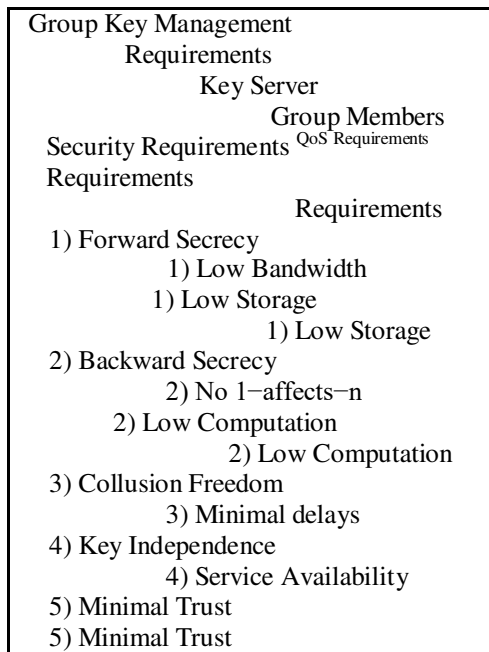 Group Key Management
Requirements
Key Server
Group Members
Security Requirements QoS Requirements
Requirements
Requirements
1) Forward Secrecy
1) Low Bandwidth
1) Low Storage
1) Low Storage
2) Backward Secrecy
2) No 1−affects−n
2) Low Computation
2) Low Computation
3) Collusion Freedom
3) Minimal delays
4) Key Independence
4) Service Availability
5) Minimal Trust
5) Minimal Trust